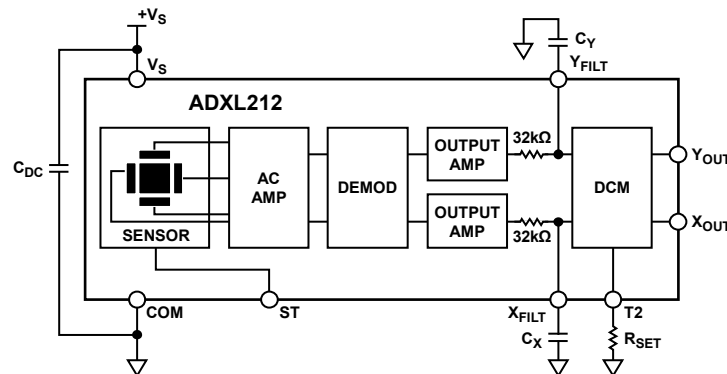 +VS
CY
VS
YFILT
ADXL212
CDC
SENSOR
AC
AMP
DEMOD
OUTPUT
AMP
32kΩ
OUTPUT
AMP
32kΩ
DCM
YOUT
XOUT
COM
ST
XFILT
T2
CX
RSET